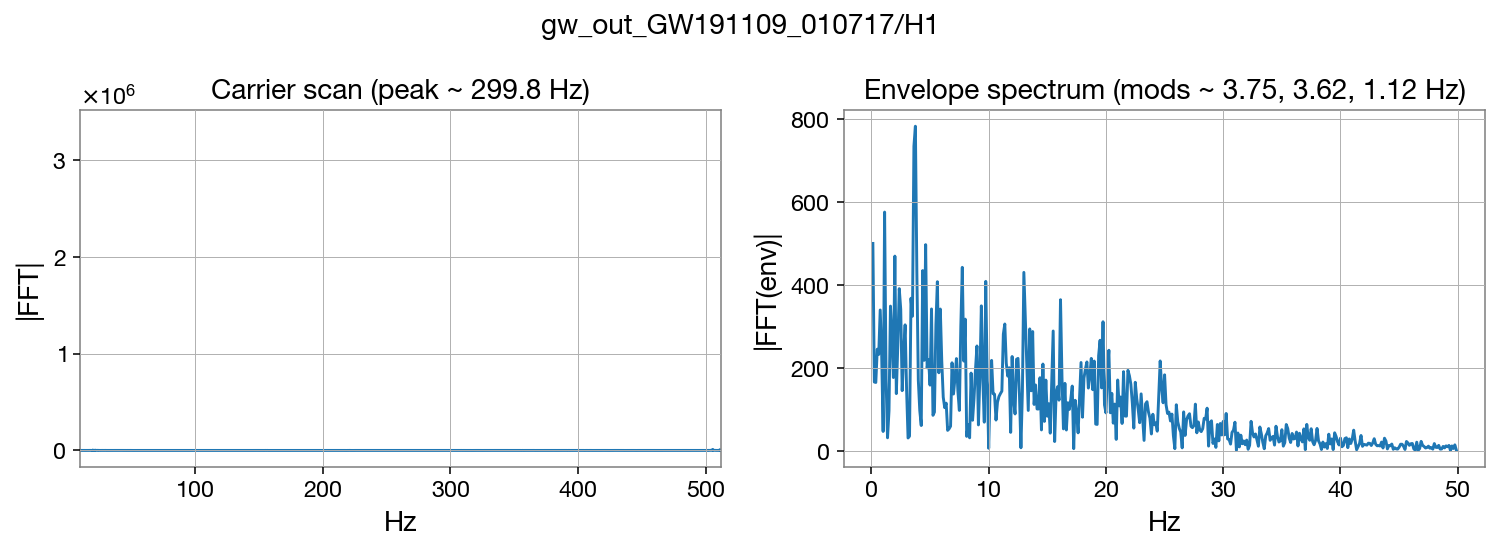 gw_out_GW191109_010717/H1
Carrier scan (peak ~ 299.8 Hz)
×10⁶
|FFT|
3
2
1
0
100 200 300 400 500
Hz
Envelope spectrum (mods ~ 3.75, 3.62, 1.12 Hz)
|FFT(env)|
800
600
400
200
0
0 10 20 30 40 50
Hz